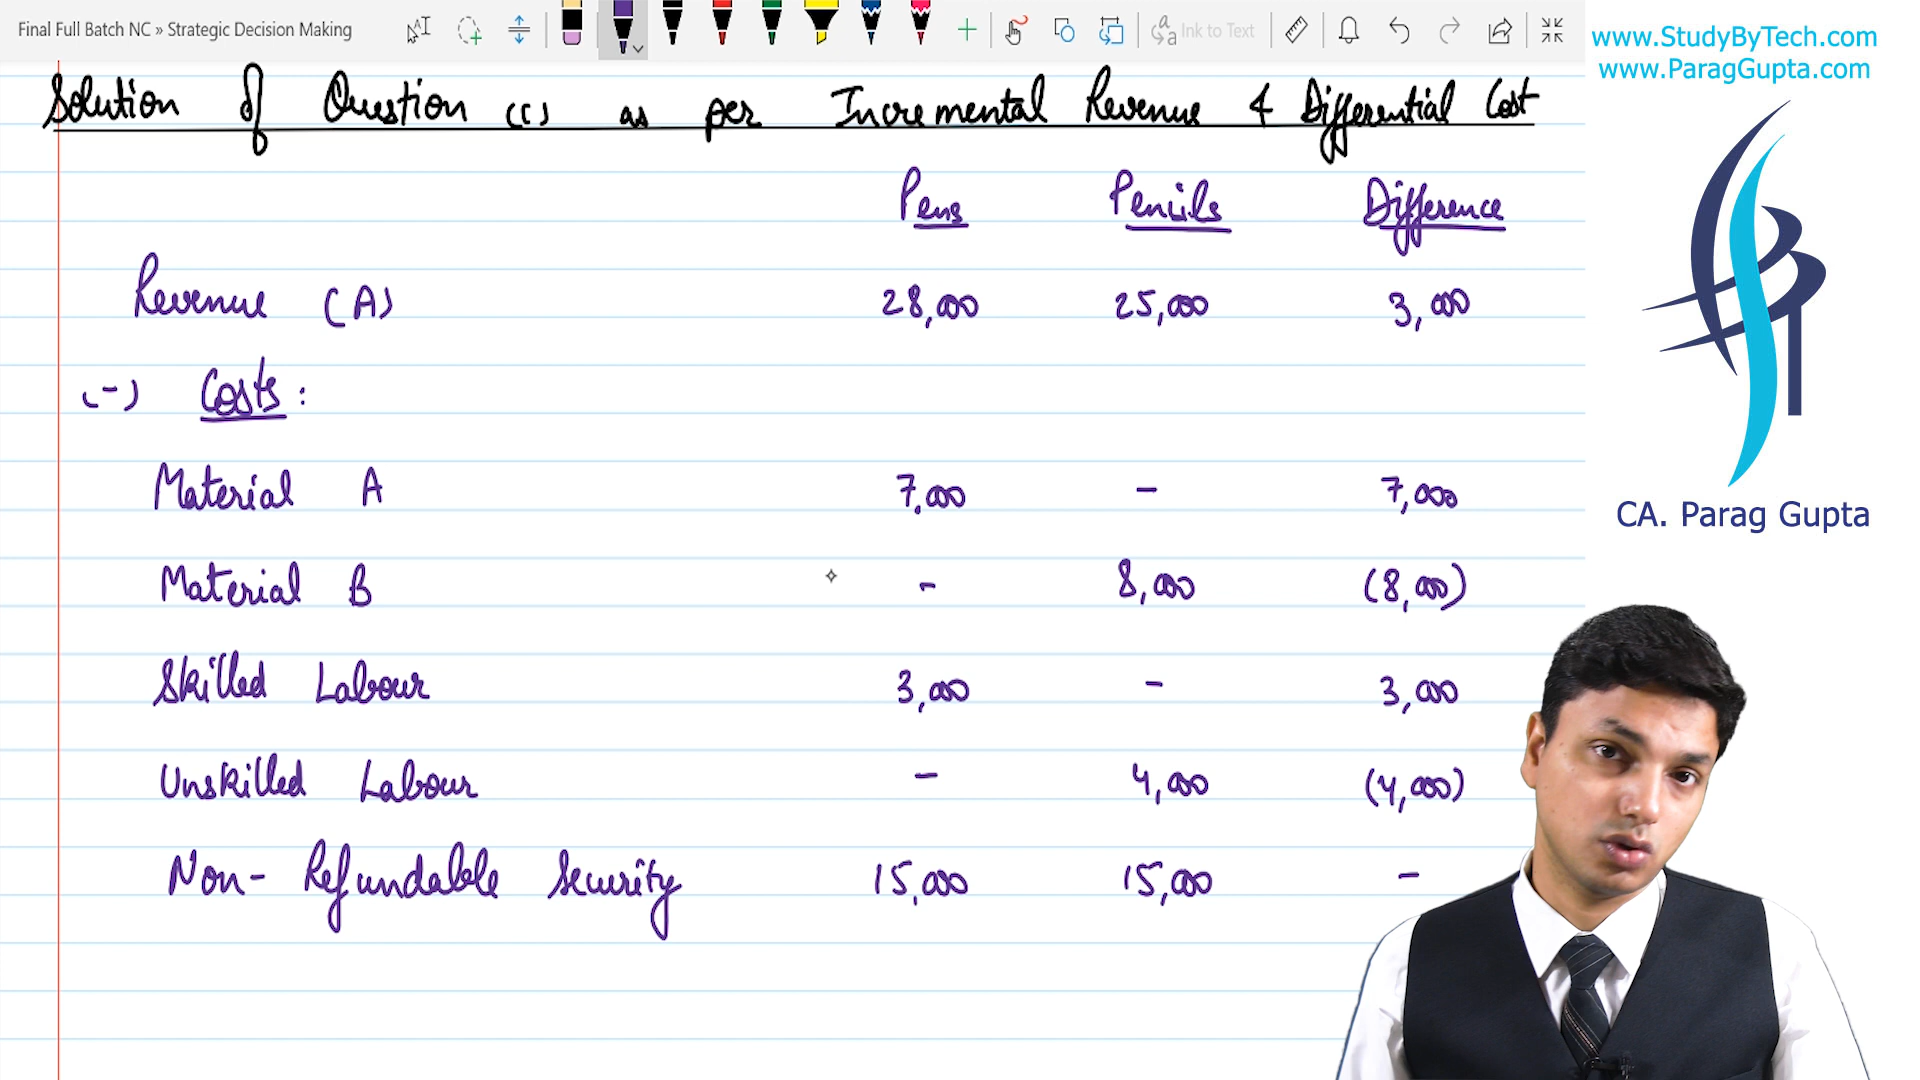 Final Full Batch NC » Strategic Decision Making
Ink to Text
www.StudyByTech.com
www.ParagGupta.com
Solution of Question (C) as per Incremental Revenue & Differential Cost
Pens Pencils Difference
Revenue (A) 28,000 25,000 3,000
(-) Costs:
Material A 7,000 - 7,000
CA. Parag Gupta
Material B - 8,000 (8,000)
Skilled Labour 3,000 - 3,000
Unskilled Labour - 4,000 (4,000)
Non-Refundable Security 15,000 15,000 -